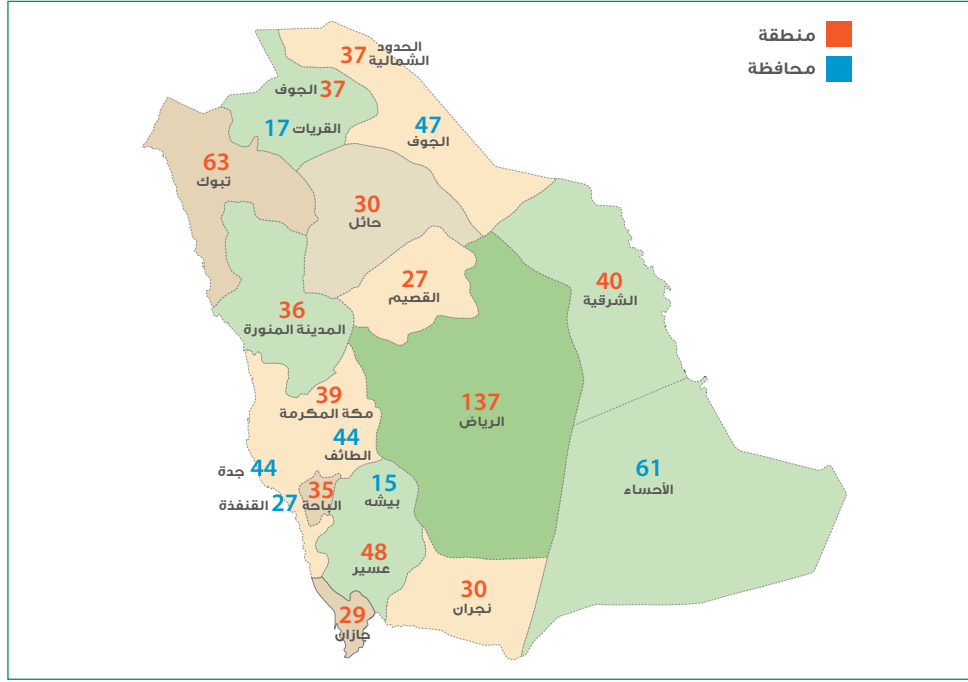 منطقة
محافظة
الحدود
الشمالية 37
37 الجوف
القريات 17
47
الجوف
63
تبوك
30
حائل
27
القصيم
40
الشرقية
36
المدينة المنورة
39
مكة المكرمة
137
الرياض
44
الطائف
44 جدة
61
الأحساء
15
بيشه
35
الباحة
27 القنفذة
48
عسير
30
نجران
29
جازان